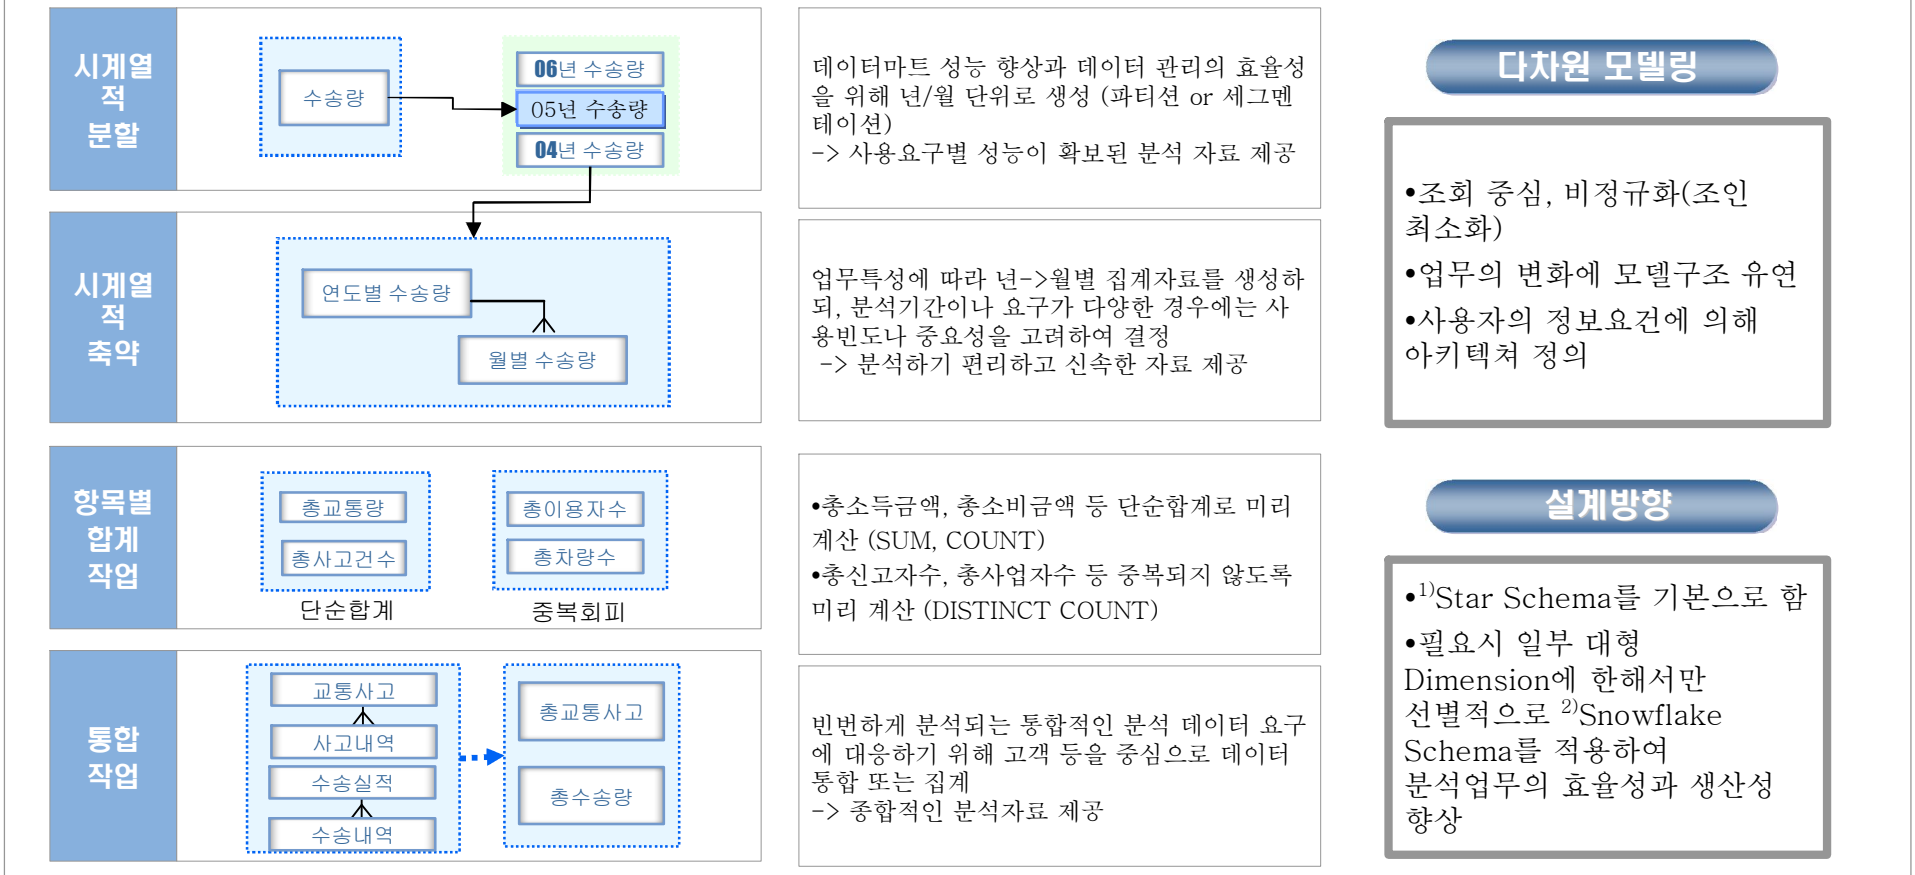 시계열
적
분할
수송량
06년 수송량
05년 수송량
04년 수송량
데이터마트 성능 향상과 데이터 관리의 효율성
을 위해 년/월 단위로 생성 (파티션 or 세그멘
테이션)
-> 사용요구별 성능이 확보된 분석 자료 제공
시계열
적
축약
연도별 수송량
월별 수송량
업무특성에 따라 년->월별 집계자료를 생성하
되, 분석기간이나 요구가 다양한 경우에는 사
용빈도나 중요성을 고려하여 결정
-> 분석하기 편리하고 신속한 자료 제공
항목별
합계
작업
총교통량
총사고건수
단순합계
총이용자수
총차량수
중복회피
•총소득금액, 총소비금액 등 단순합계로 미리
계산 (SUM, COUNT)
•총신고자수, 총사업자수 등 중복되지 않도록
미리 계산 (DISTINCT COUNT)
통합
작업
교통사고
사고내역
수송실적
수송내역
총교통사고
총수송량
빈번하게 분석되는 통합적인 분석 데이터 요구
에 대응하기 위해 고객 등을 중심으로 데이터
통합 또는 집계
-> 종합적인 분석자료 제공
다차원 모델링
•조회 중심, 비정규화(조인
최소화)
•업무의 변화에 모델구조 유연
•사용자의 정보요건에 의해
아키텍쳐 정의
설계방향
•1)Star Schema를 기본으로 함
•필요시 일부 대형
Dimension에 한해서만
선별적으로 2)Snowflake
Schema를 적용하여
분석업무의 효율성과 생산성
향상